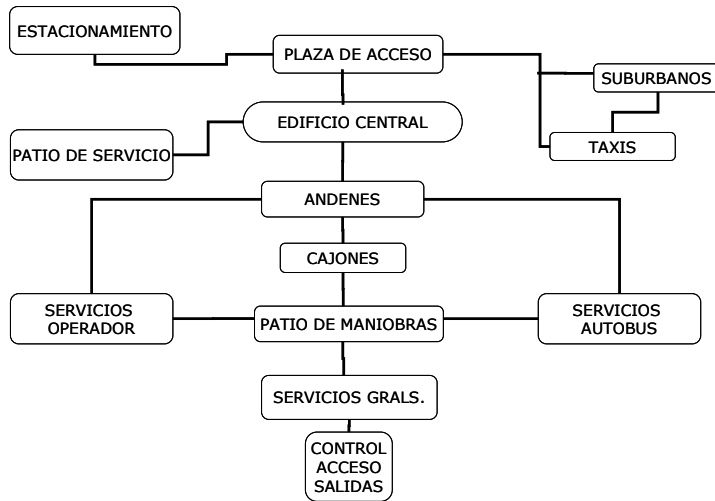 ESTACIONAMIENTO
PLAZA DE ACCESO
SUBURBANOS
EDIFICIO CENTRAL
PATIO DE SERVICIO
TAXIS
ANDENES
CAJONES
SERVICIOS
OPERADOR
PATIO DE MANIOBRAS
SERVICIOS
AUTOBUS
SERVICIOS GRALS.
CONTROL
ACCESO
SALIDAS